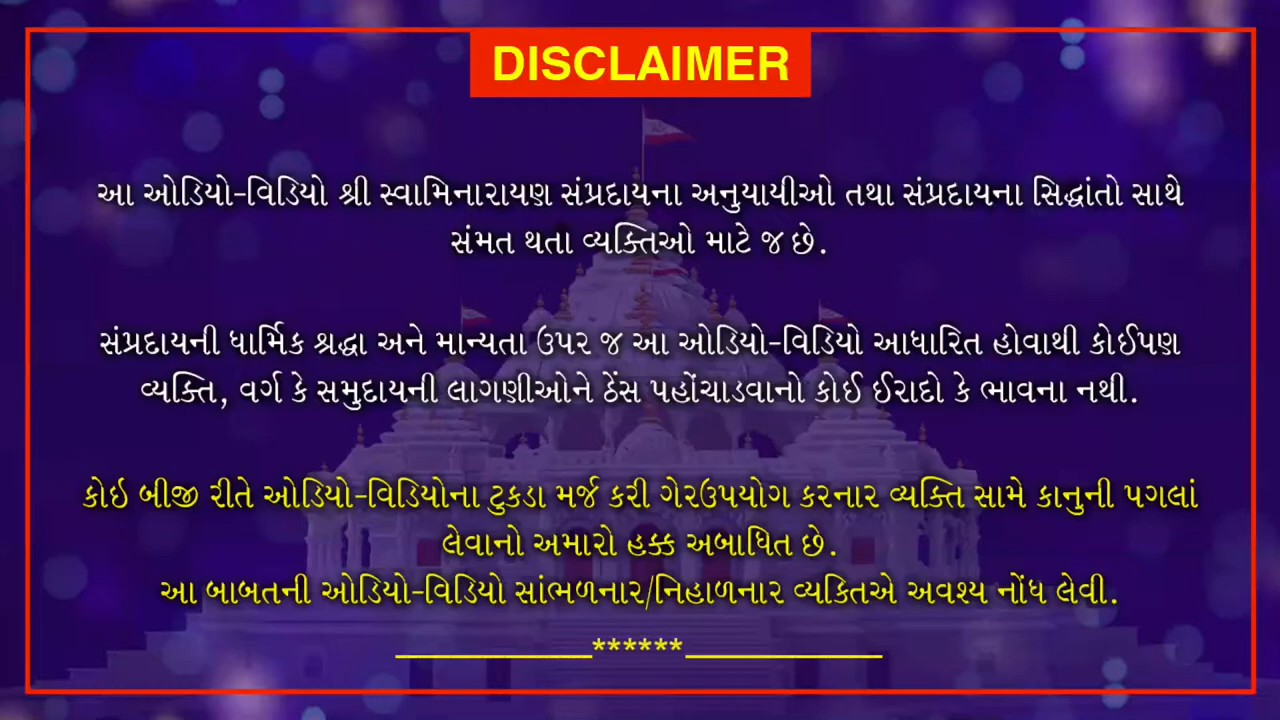 DISCLAIMER
આ ઓડિયો-વિડિયો શ્રી સ્વામિનારાયણ સંપ્રદાયના અનુયાયીઓ તથા સંપ્રદાયના સિદ્ધાંતો સાથે
સંમત થતા વ્યક્તિઓ માટે જ છે.
સંપ્રદાયની ધાર્મિક શ્રદ્ધા અને માન્યતા ઉપર જ આ ઓડિયો-વિડિયો આધારિત હોવાથી કોઈપણ
વ્યક્તિ, વર્ગ કે સમુદાયની લાગણીઓને ઠેંસ પહોંચાડવાનો કોઈ ઈરાદો કે ભાવના નથી.
કોઇ બીજી રીતે ઓડિયો-વિડિયોના ટુકડા મર્જ કરી ગેરઉપયોગ કરનાર વ્યક્તિ સામે કાનુની પગલાં
લેવાનો અમારો હક્ક અબાધિત છે.
આ બાબતની ઓડિયો-વિડિયો સાંભળનાર/નિહાળનાર વ્યકિતએ અવશ્ય નોંધ લેવી.
____________******____________